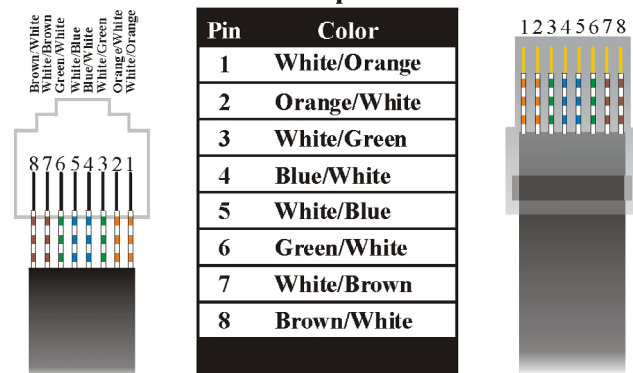 Brown/White
White/Brown
Green/White
White/Blue
Blue/White
White/Green
Orange/White
White/Orange
87654321
Pin Color
1 White/Orange
2 Orange/White
3 White/Green
4 Blue/White
5 White/Blue
6 Green/White
7 White/Brown
8 Brown/White
12345678